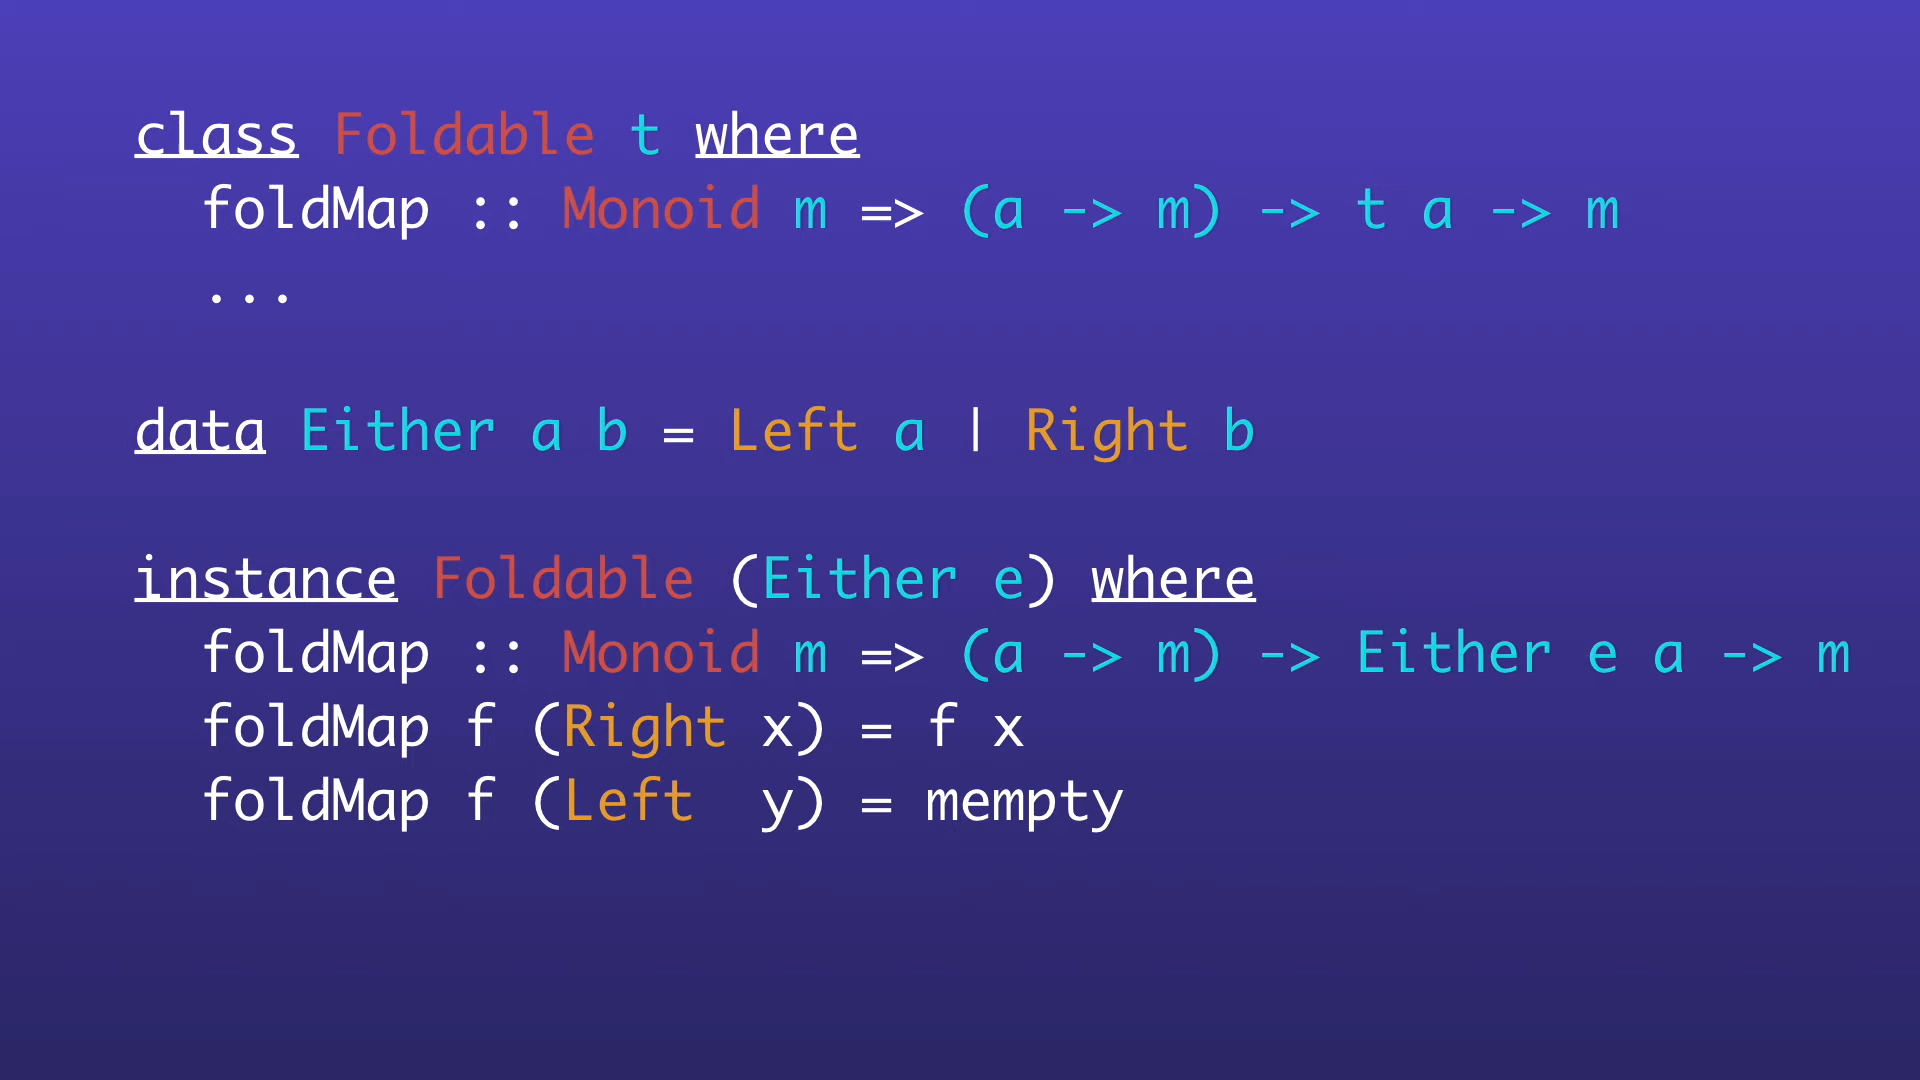 class Foldable t where
  foldMap :: Monoid m => (a -> m) -> t a -> m
  ...
data Either a b = Left a | Right b
instance Foldable (Either e) where
  foldMap :: Monoid m => (a -> m) -> Either e a -> m
  foldMap f (Right x) = f x
  foldMap f (Left  y) = mempty